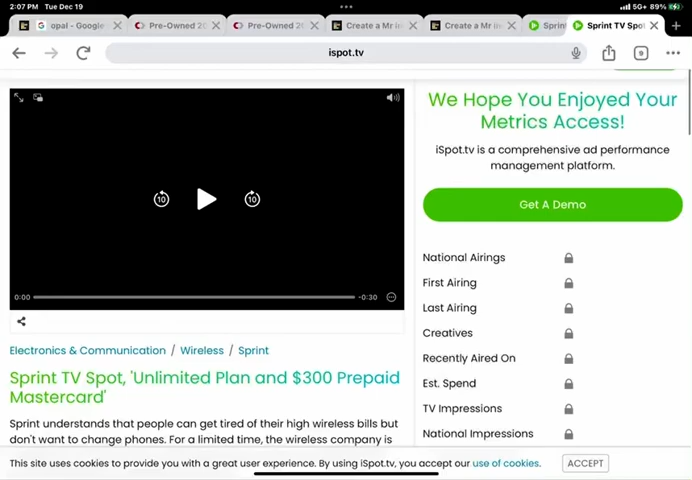 2:07 PM Tue Dec 19
5G+ 89%
opal - Google
Pre-Owned 20
Pre-Owned 20
Create a Mr in
Create a Mr in
Sprin
Sprint TV Spo
ispot.tv
9
We Hope You Enjoyed Your
Metrics Access!
iSpot.tv is a comprehensive ad performance
management platform.
Get A Demo
National Airings
First Airing
Last Airing
Creatives
Recently Aired On
Est. Spend
TV Impressions
National Impressions
10
10
0:00
-0:30
Electronics & Communication / Wireless / Sprint
Sprint TV Spot, 'Unlimited Plan and $300 Prepaid
Mastercard'
Sprint understands that people can get tired of their high wireless bills but
don't want to change phones. For a limited time, the wireless company is
This site uses cookies to provide you with a great user experience. By using iSpot.tv, you accept our use of cookies.
ACCEPT